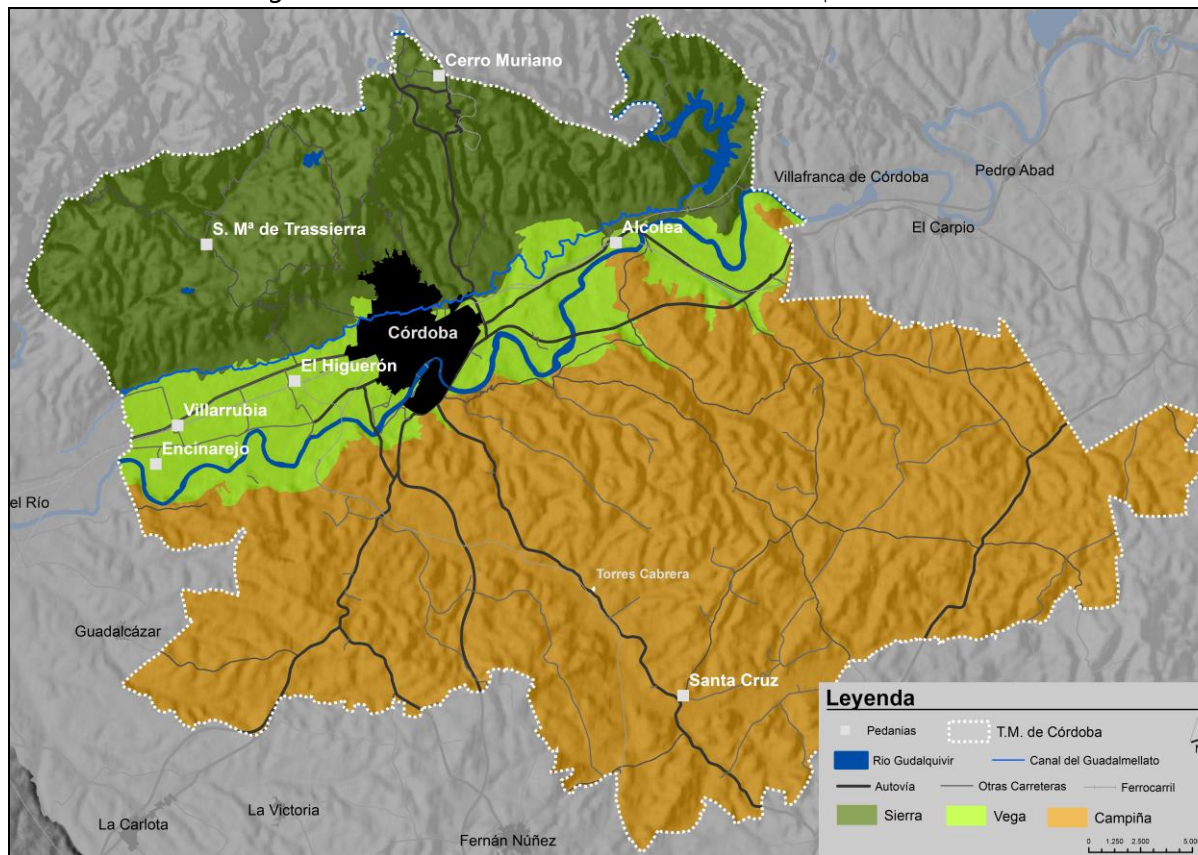 Cerro Muriano
Villafranca de Córdoba
Pedro Abad
El Carpio
S. Mª de Trassierra
Alcolea
Córdoba
El Higuerón
Villarrubia
Encinarejo
el Río
Torres Cabrera
Guadalcázar
Santa Cruz
La Victoria
La Carlota
Fernán Núñez
Leyenda
Pedanias
T.M. de Córdoba
Rio Gudalquivir
Canal del Guadalmellato
Autovía
Otras Carreteras
Ferrocarril
Sierra
Vega
Campiña
0 1.250 2.500